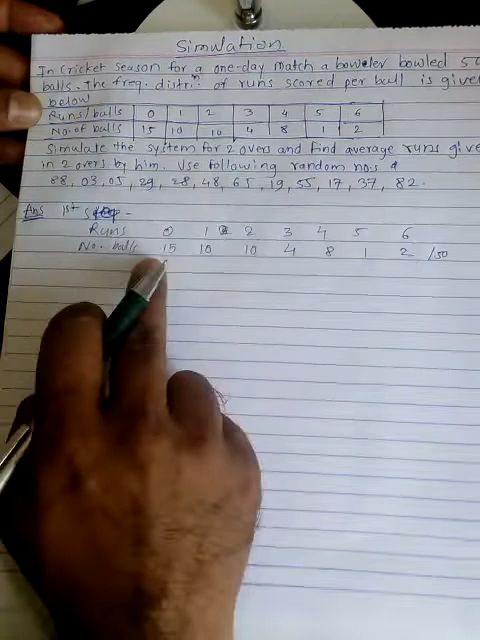 Simulation
In Cricket season for a one-day match a bowler bowled 50
balls. The freq. distriⁿ of runs scored per ball is give
below
Runs/balls 0 1 2 3 4 5 6
No. of balls 15 10 10 4 8 1 2
Simulate the system for 2 overs and find average runs give
in 2 overs by him. Use following random nos
88, 03, 05, 29, 28, 48, 65, 19, 55, 17, 37, 82.
Ans 1st step -
Runs 0 1 2 3 4 5 6
No. balls 15 10 10 4 8 1 2 /50